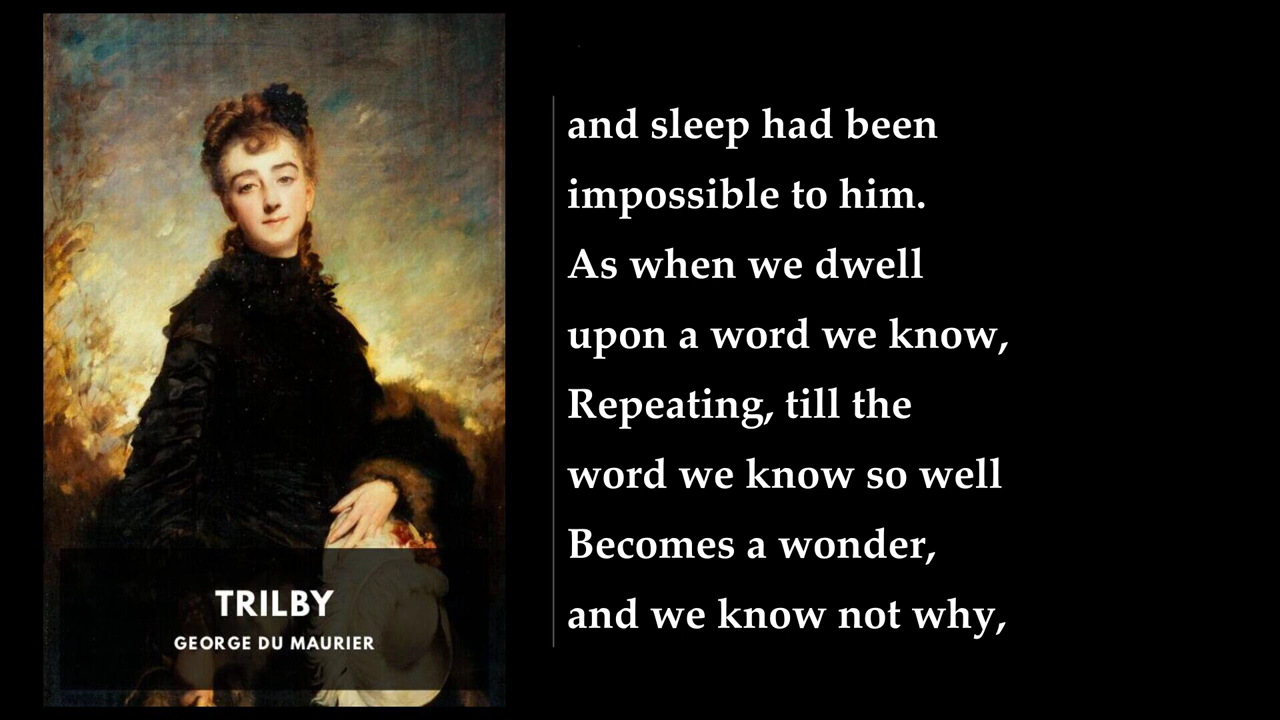 TRILBY
GEORGE DU MAURIER
and sleep had been
impossible to him.
As when we dwell
upon a word we know,
Repeating, till the
word we know so well
Becomes a wonder,
and we know not why,